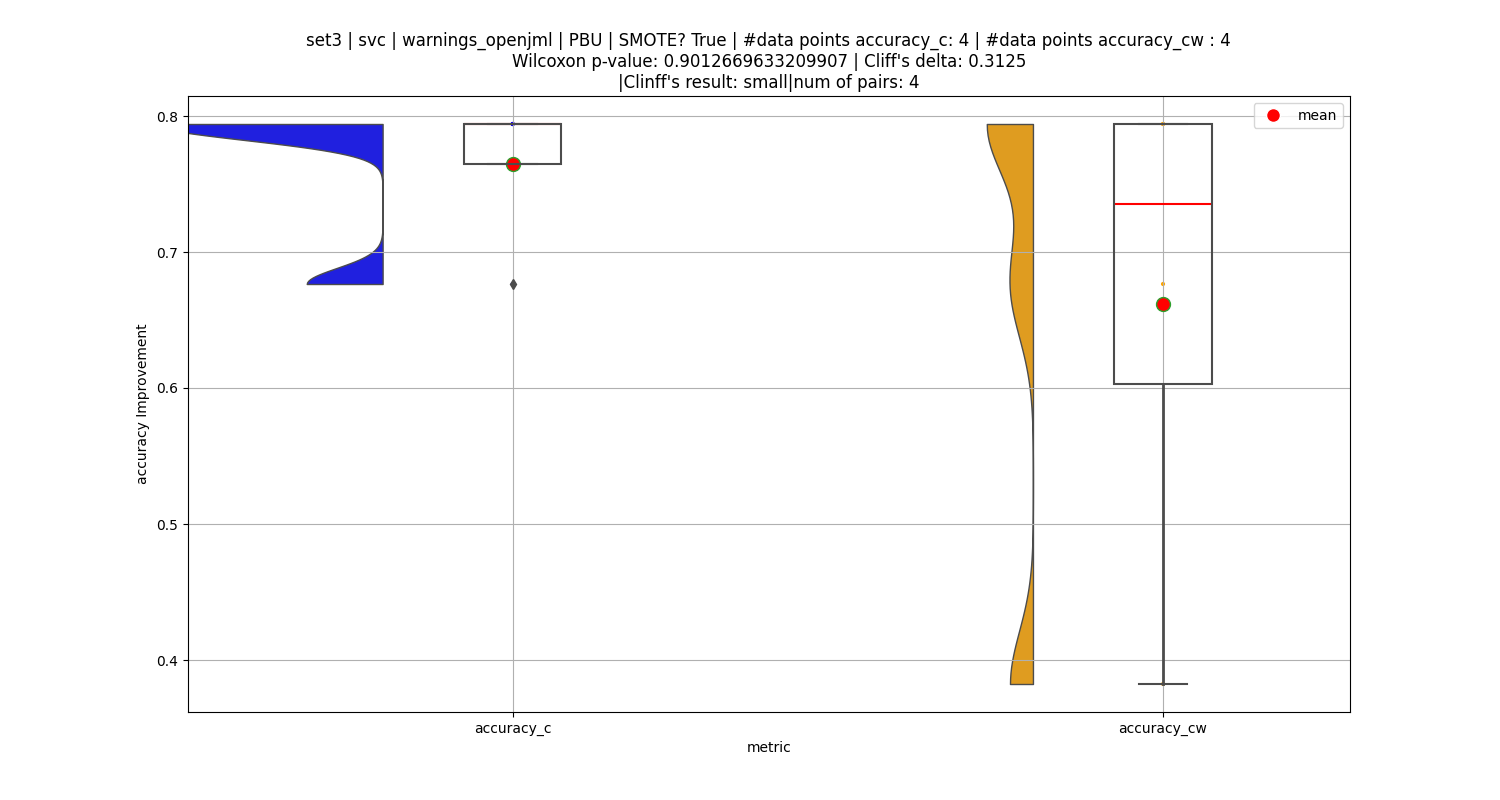 set3 | svc | warnings_openjml | PBU | SMOTE? True | #data points accuracy_c: 4 | #data points accuracy_cw : 4
Wilcoxon p-value: 0.9012669633209907 | Cliff's delta: 0.3125
|Clinff's result: small|num of pairs: 4
mean
0.8
0.7
0.6
0.5
0.4
accuracy Improvement
accuracy_c
accuracy_cw
metric